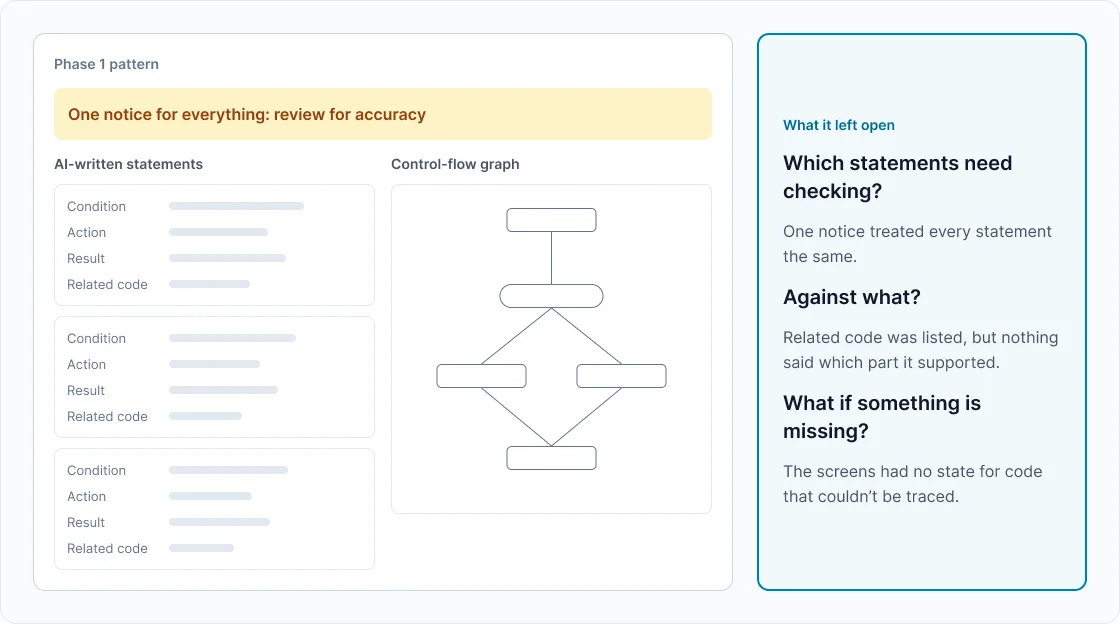 Phase 1 pattern
One notice for everything: review for accuracy
AI-written statements
Condition
Action
Result
Related code
Condition
Action
Result
Related code
Condition
Action
Result
Related code
Control-flow graph
What it left open
Which statements need
checking?
One notice treated every statement
the same.
Against what?
Related code was listed, but nothing
said which part it supported.
What if something is
missing?
The screens had no state for code
that couldn’t be traced.